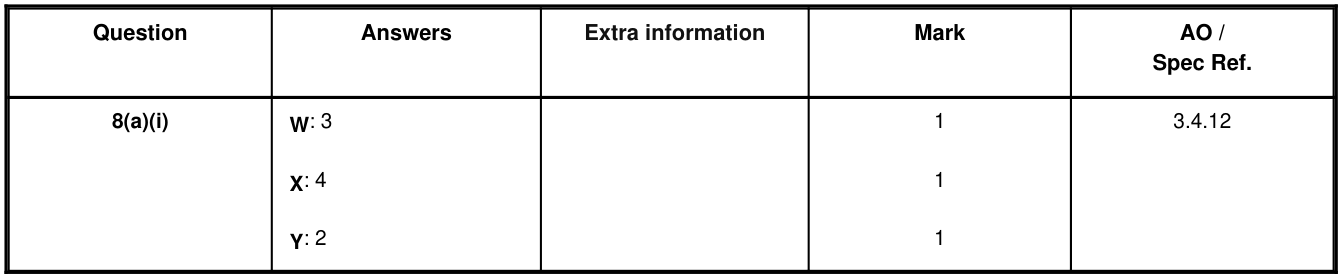 Question Answers Extra information Mark AO /
Spec Ref.
8(a)(i) W: 3 1 3.4.12
X: 4 1
Y: 2 1